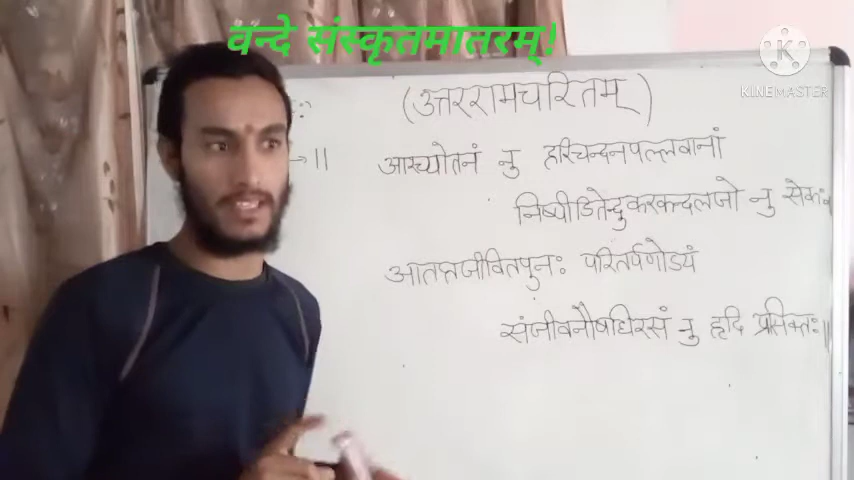 वन्दे संस्कृतमातरम्!
KINEMASTER
(उत्तररामचरितम्)
→ 11
आश्च्योतनं नु हरिचन्दनपल्लवानां
निष्पीडितेन्दुकरकन्दलजो नु सेकः।
आतप्तजीवितपुनः परितर्पणोऽयं
संजीवनौषधिरसं नु हृदि प्रसिक्तः॥